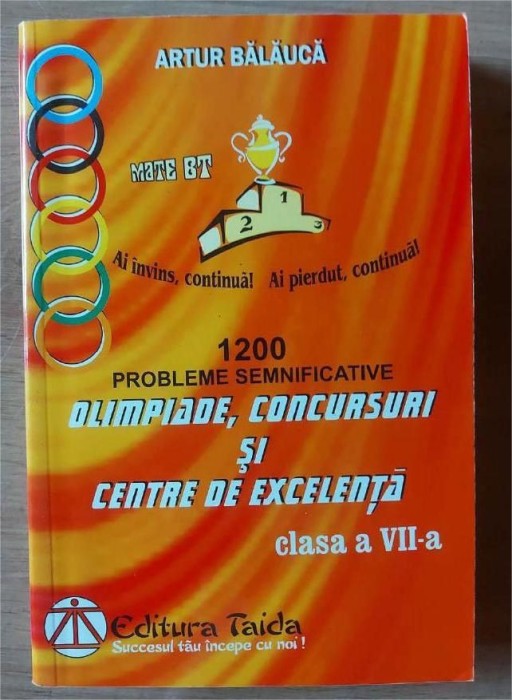 ARTUR BĂLĂUCĂ
MATE BT
1
2
3
Ai învins, continuă! Ai pierdut, continuă!
1200
PROBLEME SEMNIFICATIVE
OLIMPIADE, CONCURSURI
ŞI
CENTRE DE EXCELENŢĂ
clasa a VII-a
Editura Taida
Succesul tău începe cu noi !